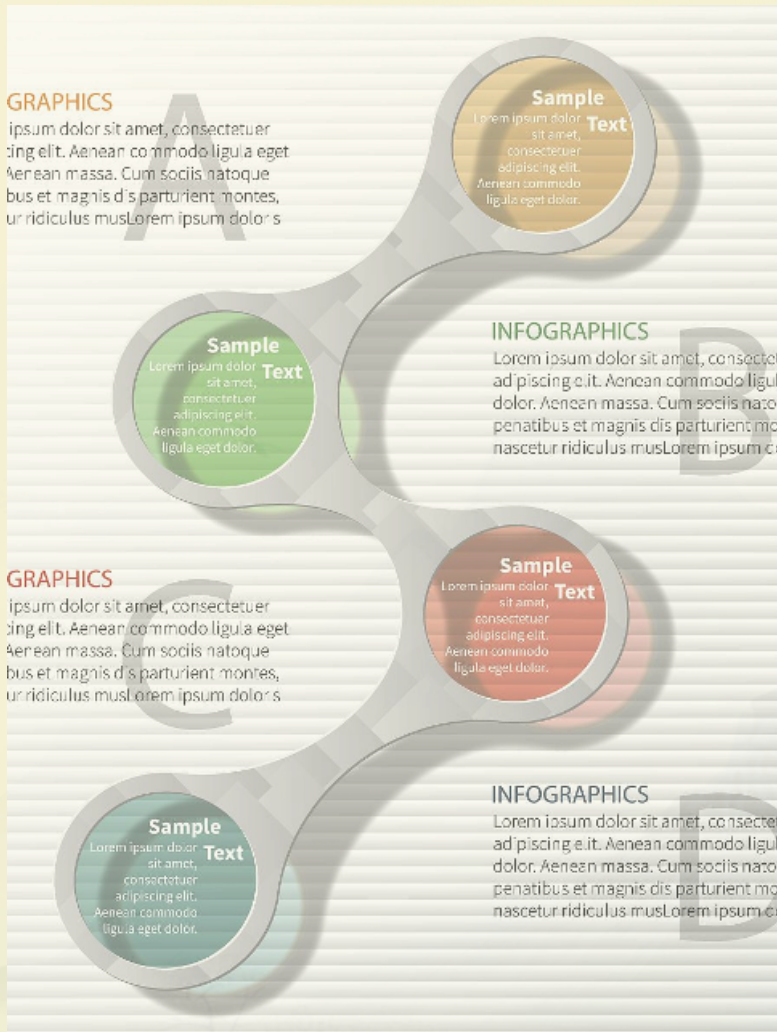 GRAPHICS
ipsum dolor sit amet, consectetuer
cing elit. Aenean commodo ligula eget
Aenean massa. Cum sociis natoque
bus et magnis dis parturient montes,
ur ridiculus musLorem ipsum dolor s
A
Sample
Text
Lorem ipsum dolor
sit amet,
consectetuer
adipiscing elit.
Aenean commodo
ligula eget dolor.
Sample
Text
Lorem ipsum dolor
sit amet,
consectetuer
adipiscing elit.
Aenean commodo
ligula eget dolor.
INFOGRAPHICS
Lorem ipsum dolor sit amet, consectet
adipiscing elit. Aenean commodo ligul
dolor. Aenean massa. Cum sociis nato
penatibus et magnis dis parturient mo
nascetur ridiculus musLorem ipsum d
B
GRAPHICS
ipsum dolor sit amet, consectetuer
cing elit. Aenean commodo ligula eget
Aenean massa. Cum sociis natoque
bus et magnis dis parturient montes,
ur ridiculus musLorem ipsum dolor s
C
Sample
Text
Lorem ipsum dolor
sit amet,
consectetuer
adipiscing elit.
Aenean commodo
ligula eget dolor.
Sample
Text
Lorem ipsum dolor
sit amet,
consectetuer
adipiscing elit.
Aenean commodo
ligula eget dolor.
INFOGRAPHICS
Lorem ipsum dolor sit amet, consectet
adipiscing elit. Aenean commodo ligul
dolor. Aenean massa. Cum sociis nato
penatibus et magnis dis parturient mo
nascetur ridiculus musLorem ipsum d
D